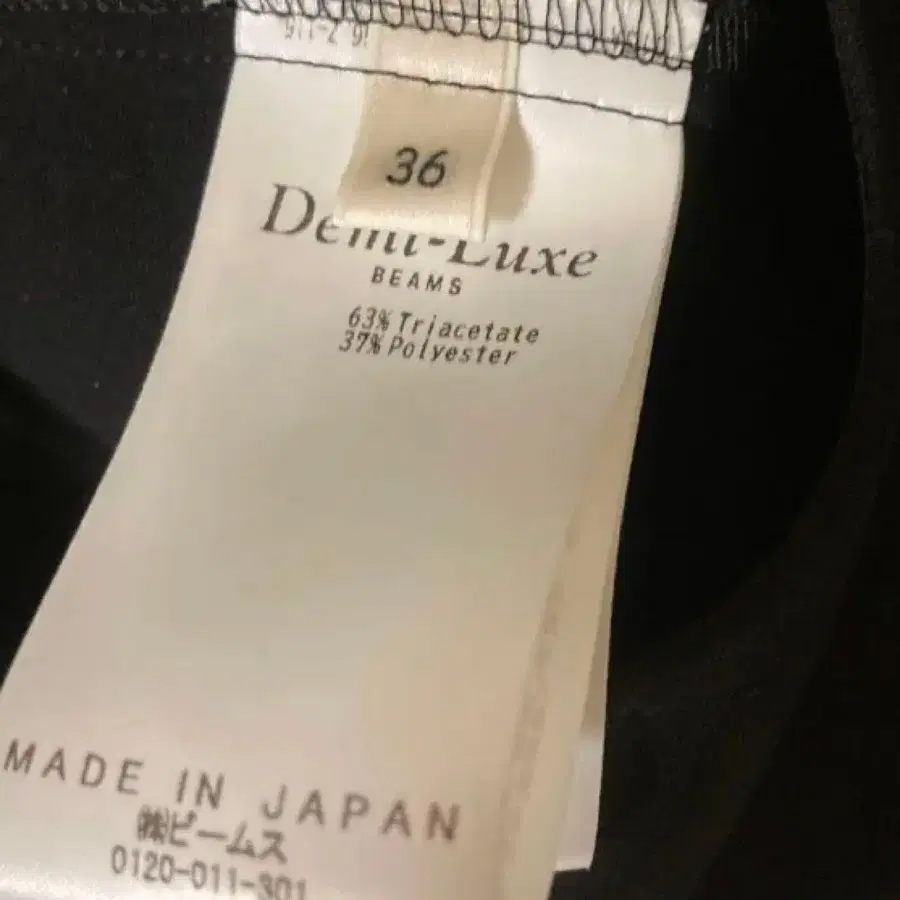 36
Demi-Luxe
BEAMS
63% Triacetate
37% Polyester
MADE IN JAPAN
㈱ビームス
0120-011-301